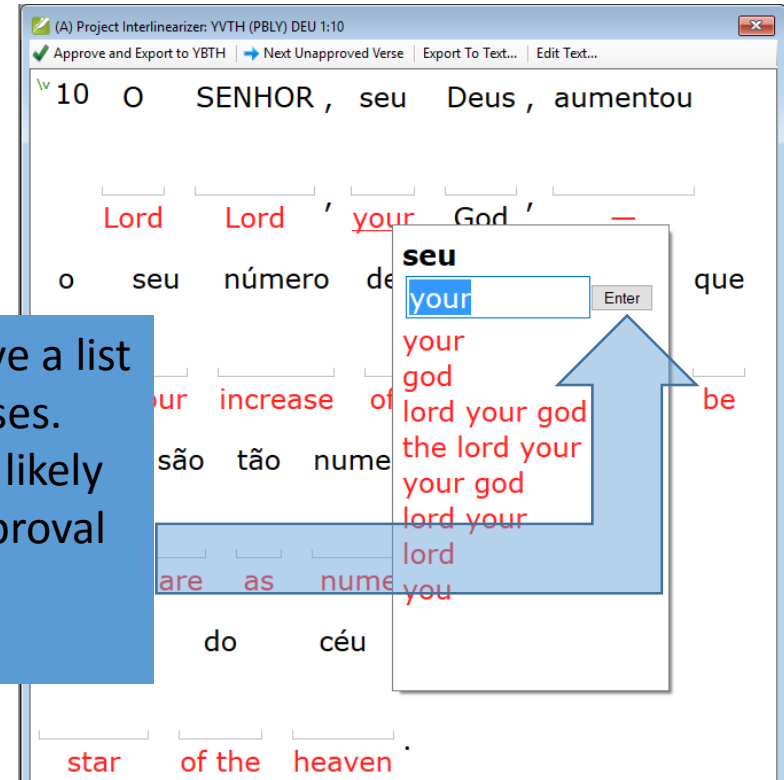 (A) Project Interlinearizer: YVTH (PBLY) DEU 1:10
Approve and Export to YBTH | Next Unapproved Verse | Export To Text... | Edit Text...
\v 10 O SENHOR , seu Deus , aumentou
Lord Lord , your God , —
o seu número de que
increase of be
são tão
are as
do céu
star of the heaven .
seu
your Enter
your
god
lord your god
the lord your
your god
lord your
lord
you
a list
likely